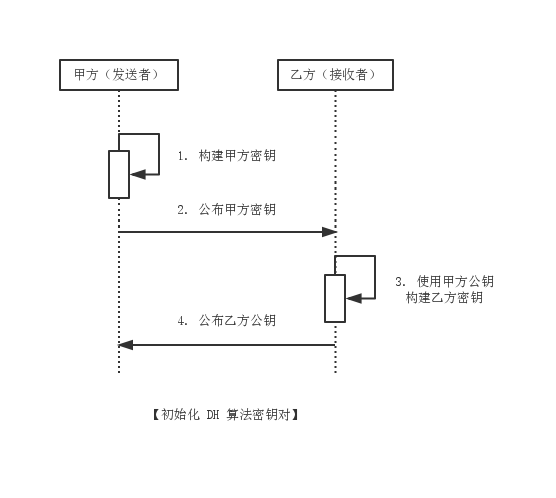 甲方（发送者）
乙方（接收者）
1. 构建甲方密钥
2. 公布甲方密钥
3. 使用甲方公钥
构建乙方密钥
4. 公布乙方公钥
【初始化 DH 算法密钥对】